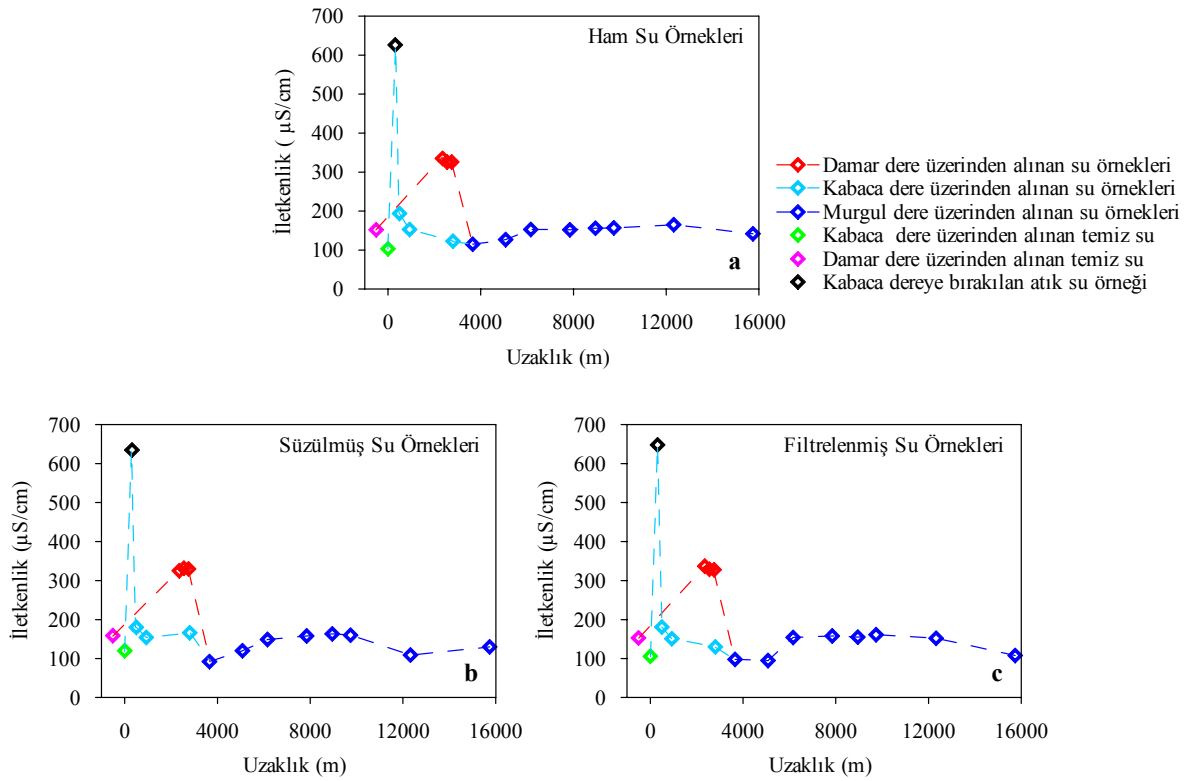 Ham Su Örnekleri
İletkenlik ( µS/cm)
700
600
500
400
300
200
100
0
a
0 4000 8000 12000 16000
Uzaklık (m)
Damar dere üzerinden alınan su örnekleri
Kabaca dere üzerinden alınan su örnekleri
Murgul dere üzerinden alınan su örnekleri
Kabaca dere üzerinden alınan temiz su
Damar dere üzerinden alınan temiz su
Kabaca dereye bırakılan atık su örneği
Süzülmüş Su Örnekleri
İletkenlik (µS/cm)
700
600
500
400
300
200
100
0
b
0 4000 8000 12000 16000
Uzaklık (m)
Filtrelenmiş Su Örnekleri
İletkenlik (µS/cm)
700
600
500
400
300
200
100
0
c
0 4000 8000 12000 16000
Uzaklık (m)